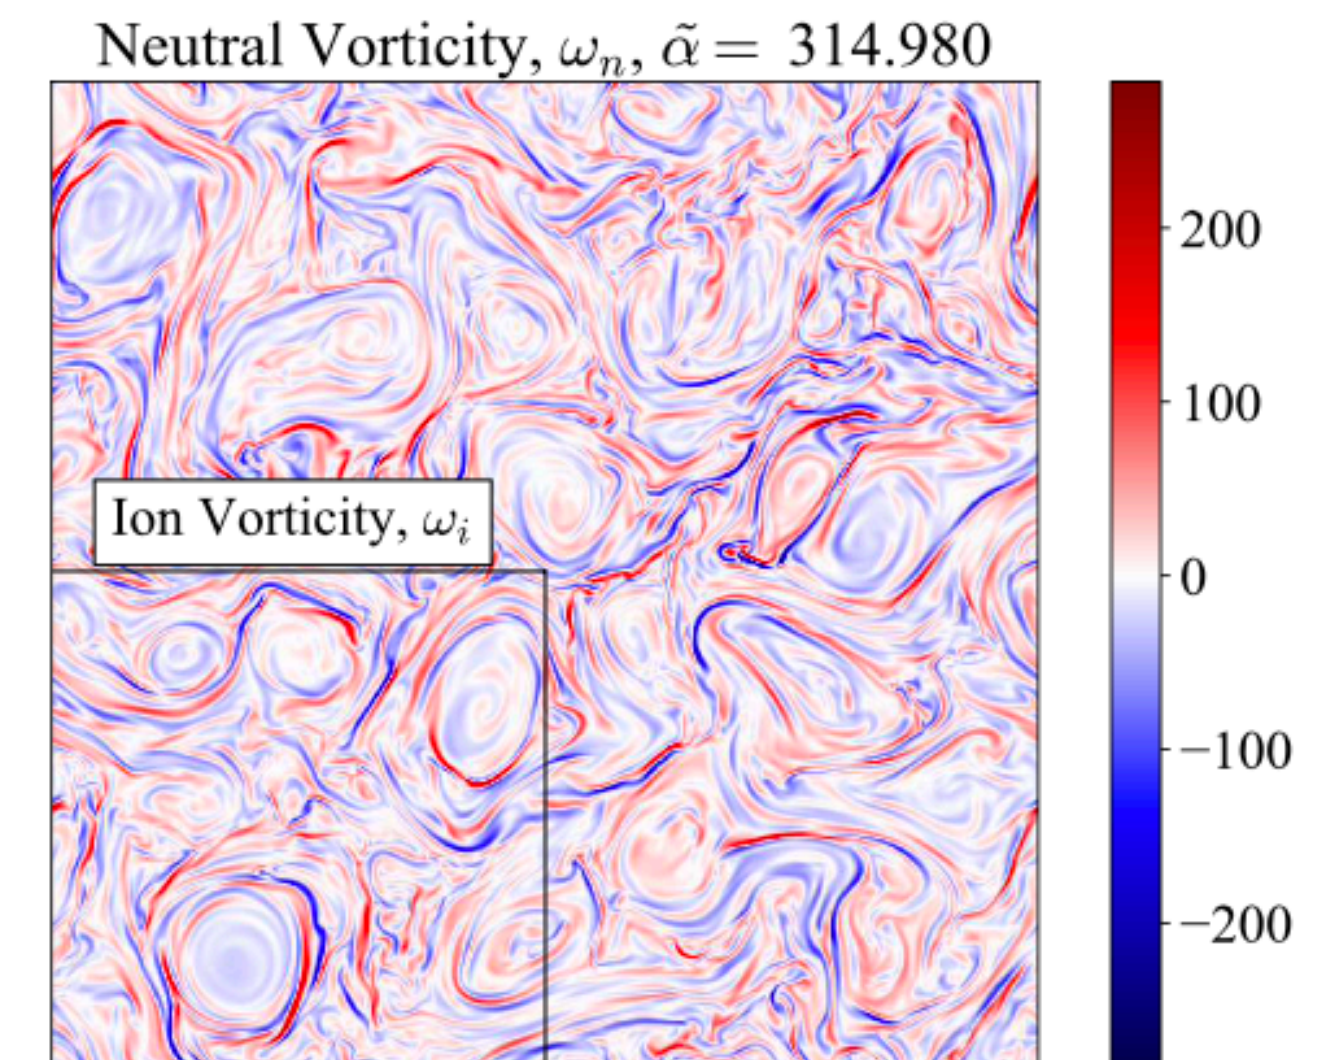 Neutral Vorticity, ωₙ, α̃ = 314.980
200
100
Ion Vorticity, ωᵢ
0
−100
−200